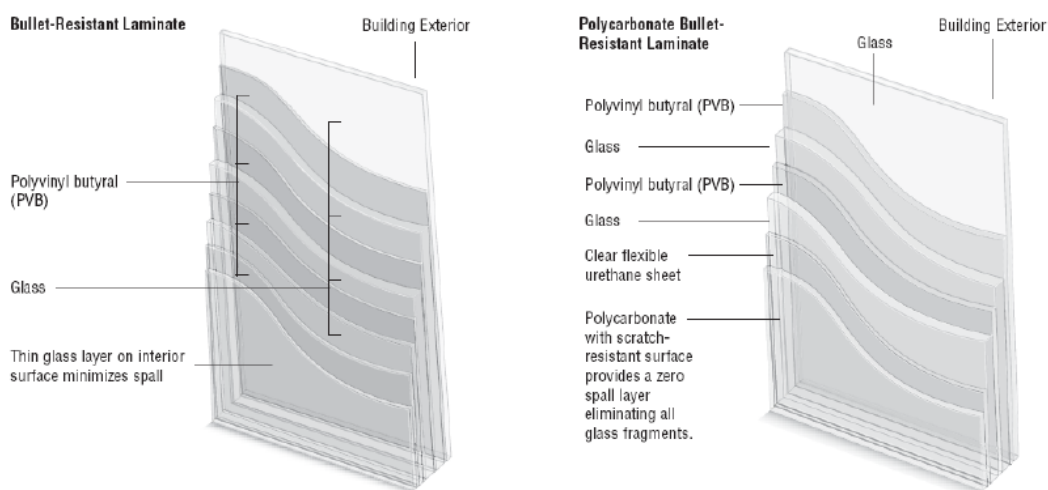 Bullet-Resistant Laminate
Building Exterior
Polyvinyl butyral
(PVB)
Glass
Thin glass layer on interior
surface minimizes spall
Polycarbonate Bullet-
Resistant Laminate
Glass
Building Exterior
Polyvinyl butyral (PVB)
Glass
Polyvinyl butyral (PVB)
Glass
Clear flexible
urethane sheet
Polycarbonate
with scratch-
resistant surface
provides a zero
spall layer
eliminating all
glass fragments.